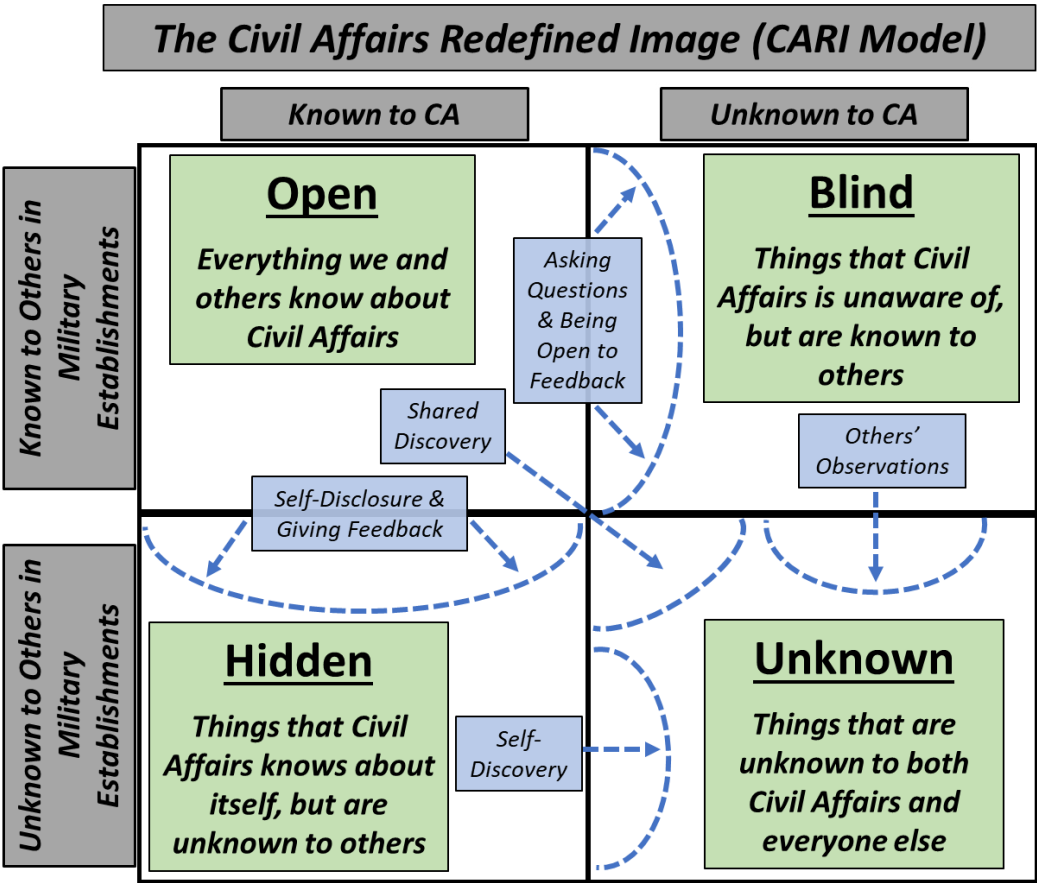 The Civil Affairs Redefined Image (CARI Model)
Known to CA
Unknown to CA
Known to Others in
Military
Establishments
Open
Everything we and
others know about
Civil Affairs
Asking
Questions
& Being
Open to
Feedback
Blind
Things that Civil
Affairs is unaware of,
but are known to
others
Shared
Discovery
Others’
Observations
Self-Disclosure &
Giving Feedback
Unknown to Others in
Military
Establishments
Hidden
Things that Civil
Affairs knows about
itself, but are
unknown to others
Self-
Discovery
Unknown
Things that are
unknown to both
Civil Affairs and
everyone else